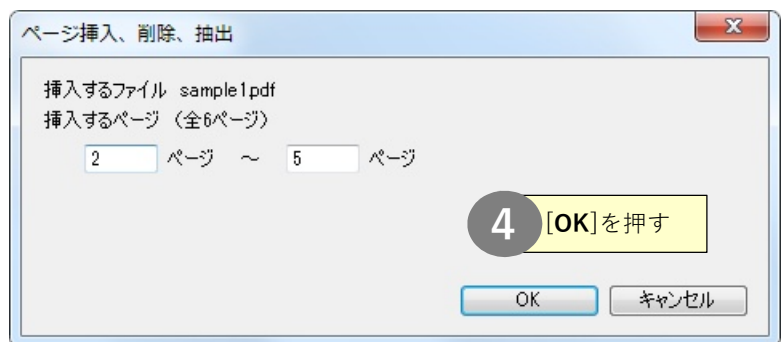 ページ挿入、削除、抽出
挿入するファイル sample1.pdf
挿入するページ （全6ページ）
2 ページ ～ 5 ページ
4 [OK]を押す
OK キャンセル